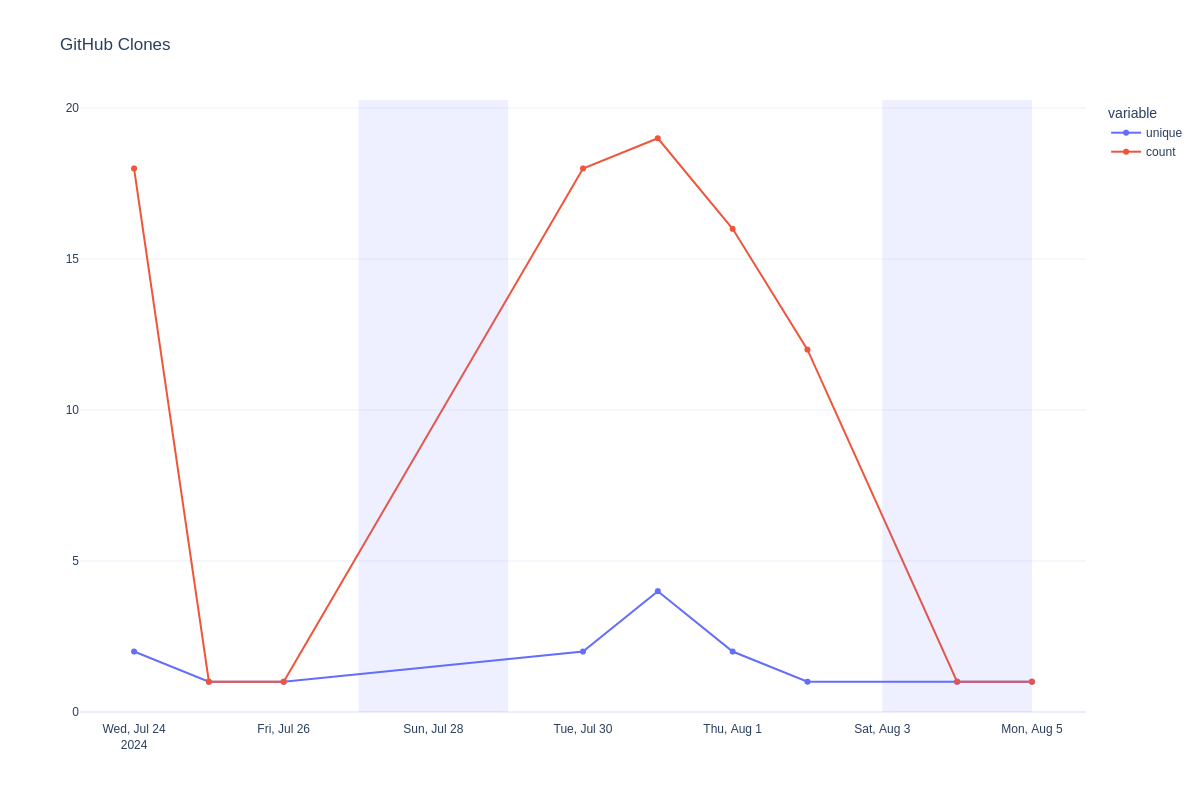 GitHub Clones
20
15
10
5
0
Wed, Jul 24
2024
Fri, Jul 26
Sun, Jul 28
Tue, Jul 30
Thu, Aug 1
Sat, Aug 3
Mon, Aug 5
variable
unique
count